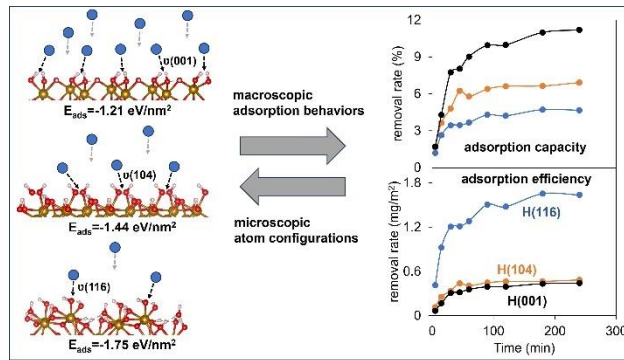 υ(001)
E_ads=-1.21 eV/nm²
υ(104)
E_ads=-1.44 eV/nm²
υ(116)
E_ads=-1.75 eV/nm²
macroscopic
adsorption behaviors
microscopic
atom configurations
removal rate (%)
12
9
6
3
0
adsorption capacity
adsorption efficiency
removal rate (mg/m²)
1.8
1.2
0.6
0
H(116)
H(104)
H(001)
0 100 200 300
Time (min)